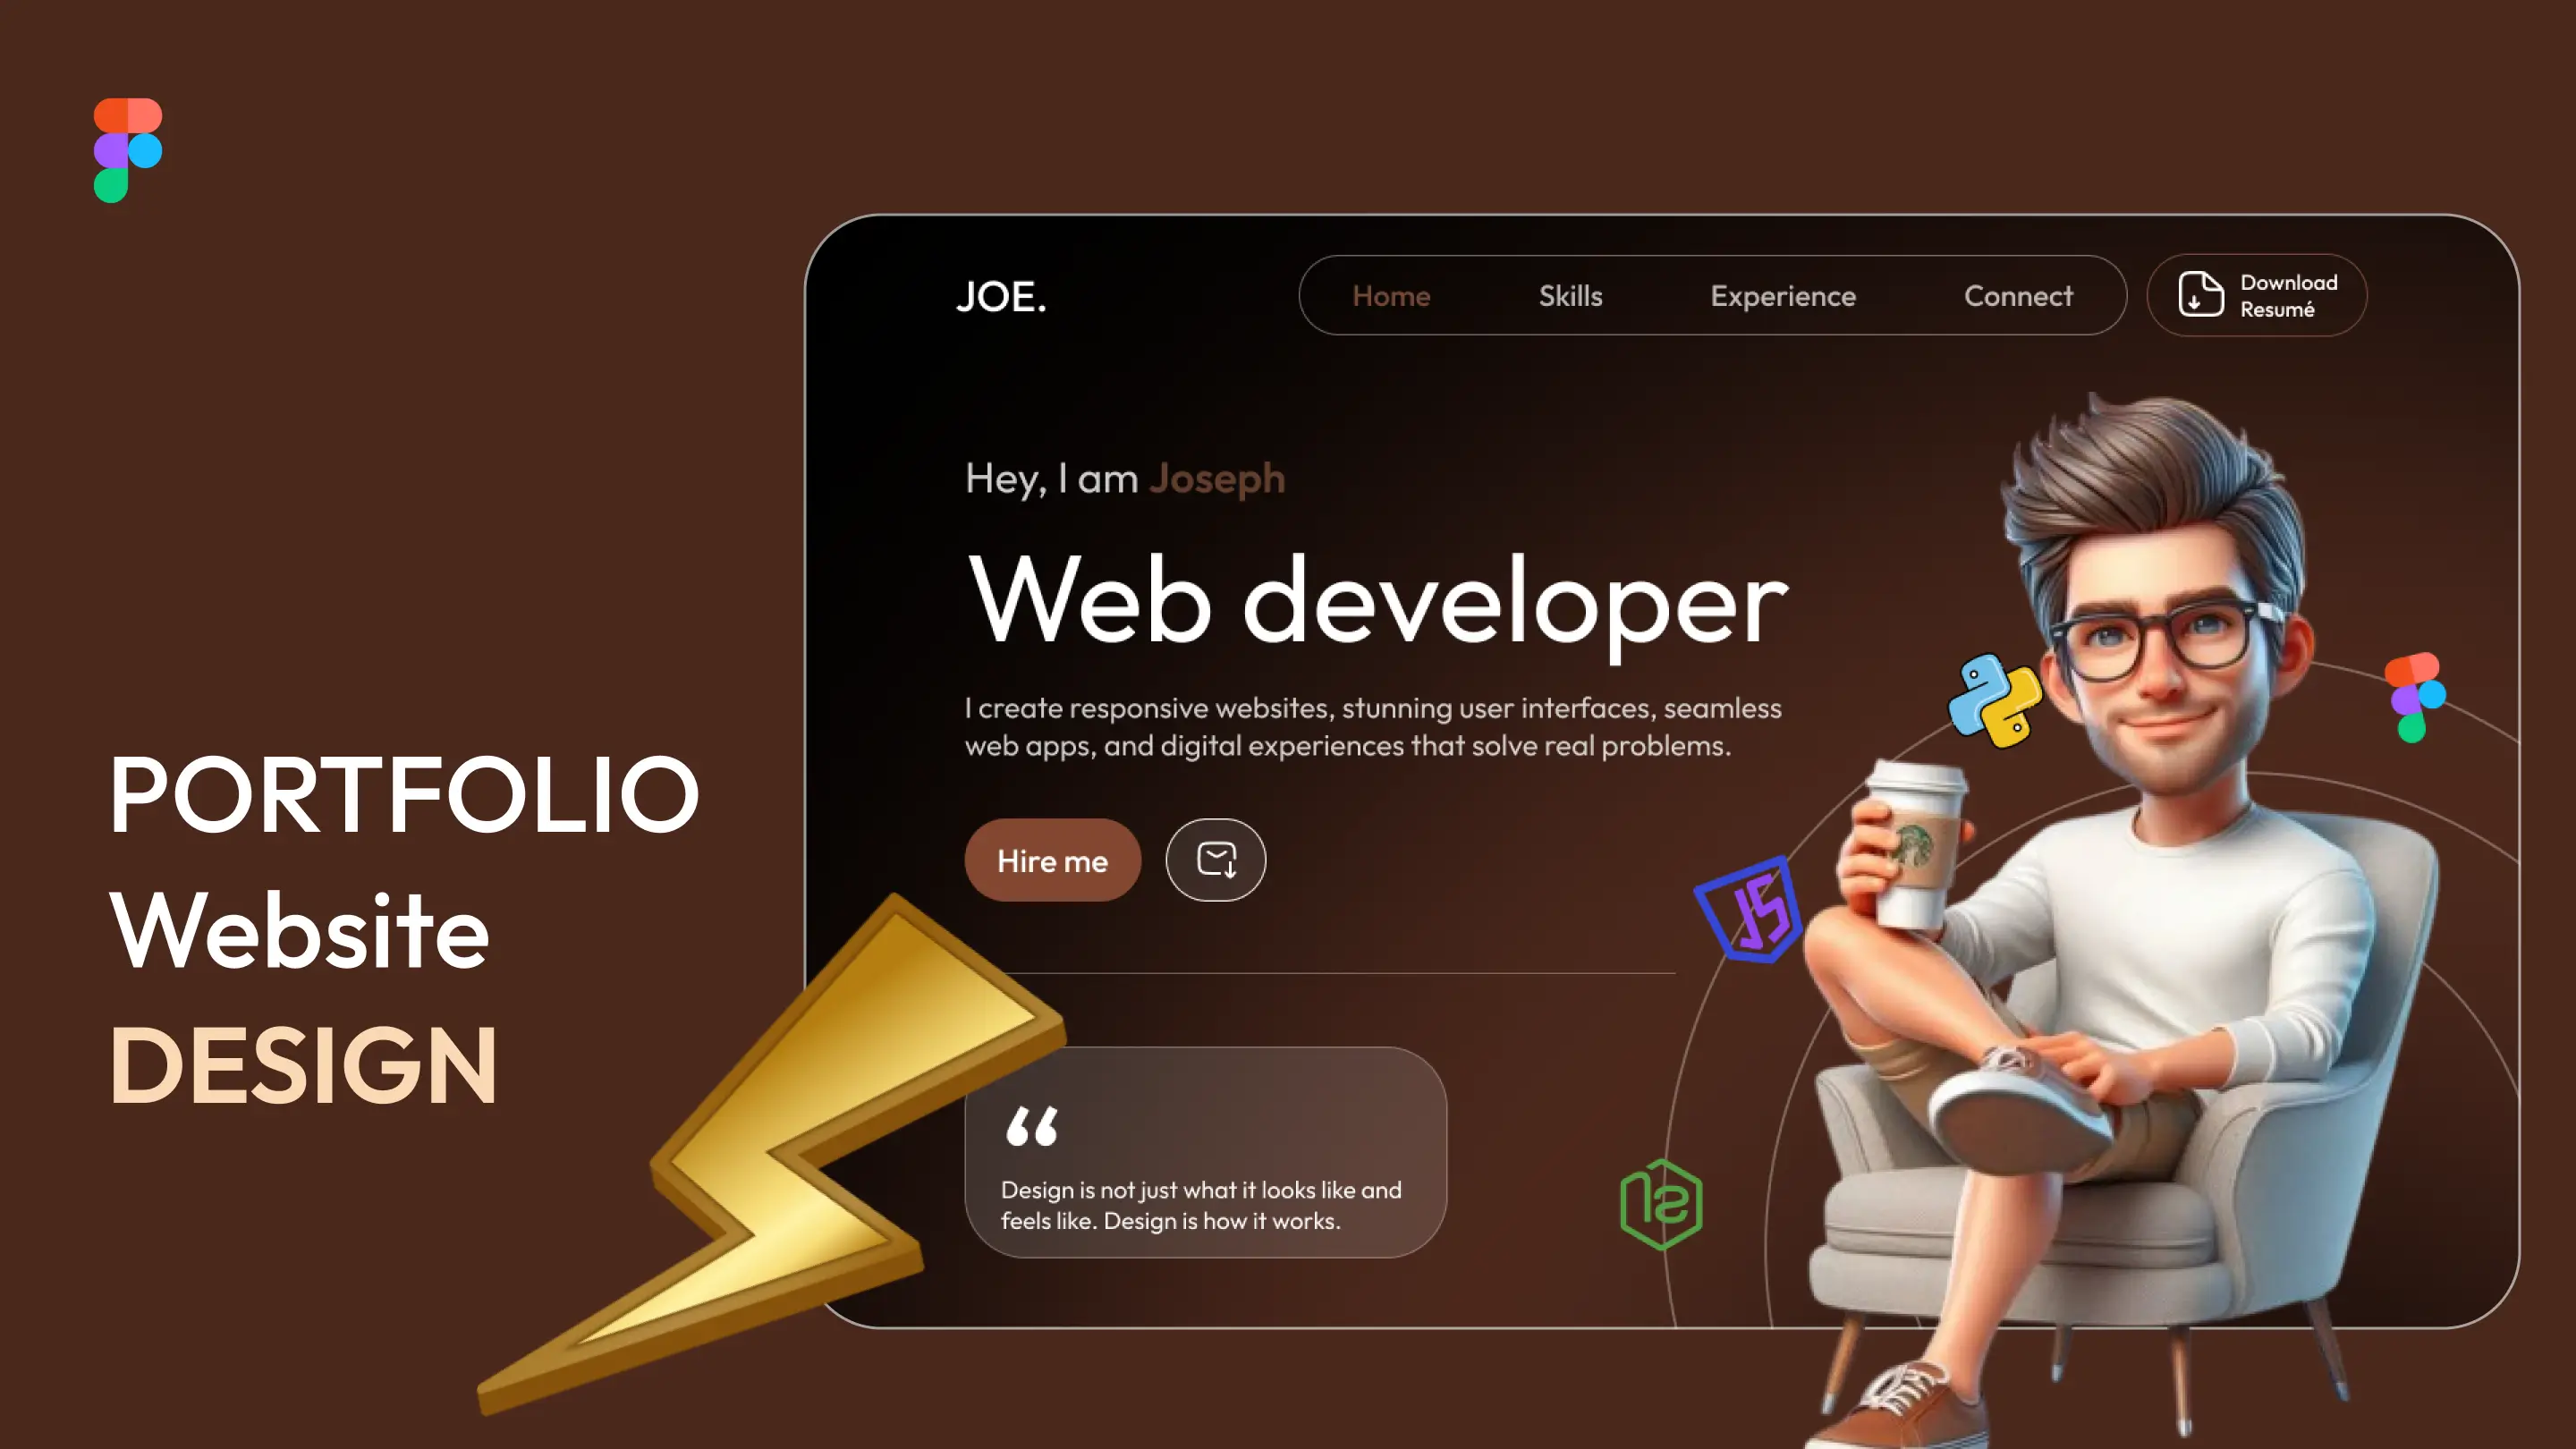 PORTFOLIO
Website
DESIGN
JOE.
Home
Skills
Experience
Connect
Download
Resumé
Hey, I am Joseph
Web developer
I create responsive websites, stunning user interfaces, seamless
web apps, and digital experiences that solve real problems.
Hire me
JS
“
Design is not just what it looks like and
feels like. Design is how it works.